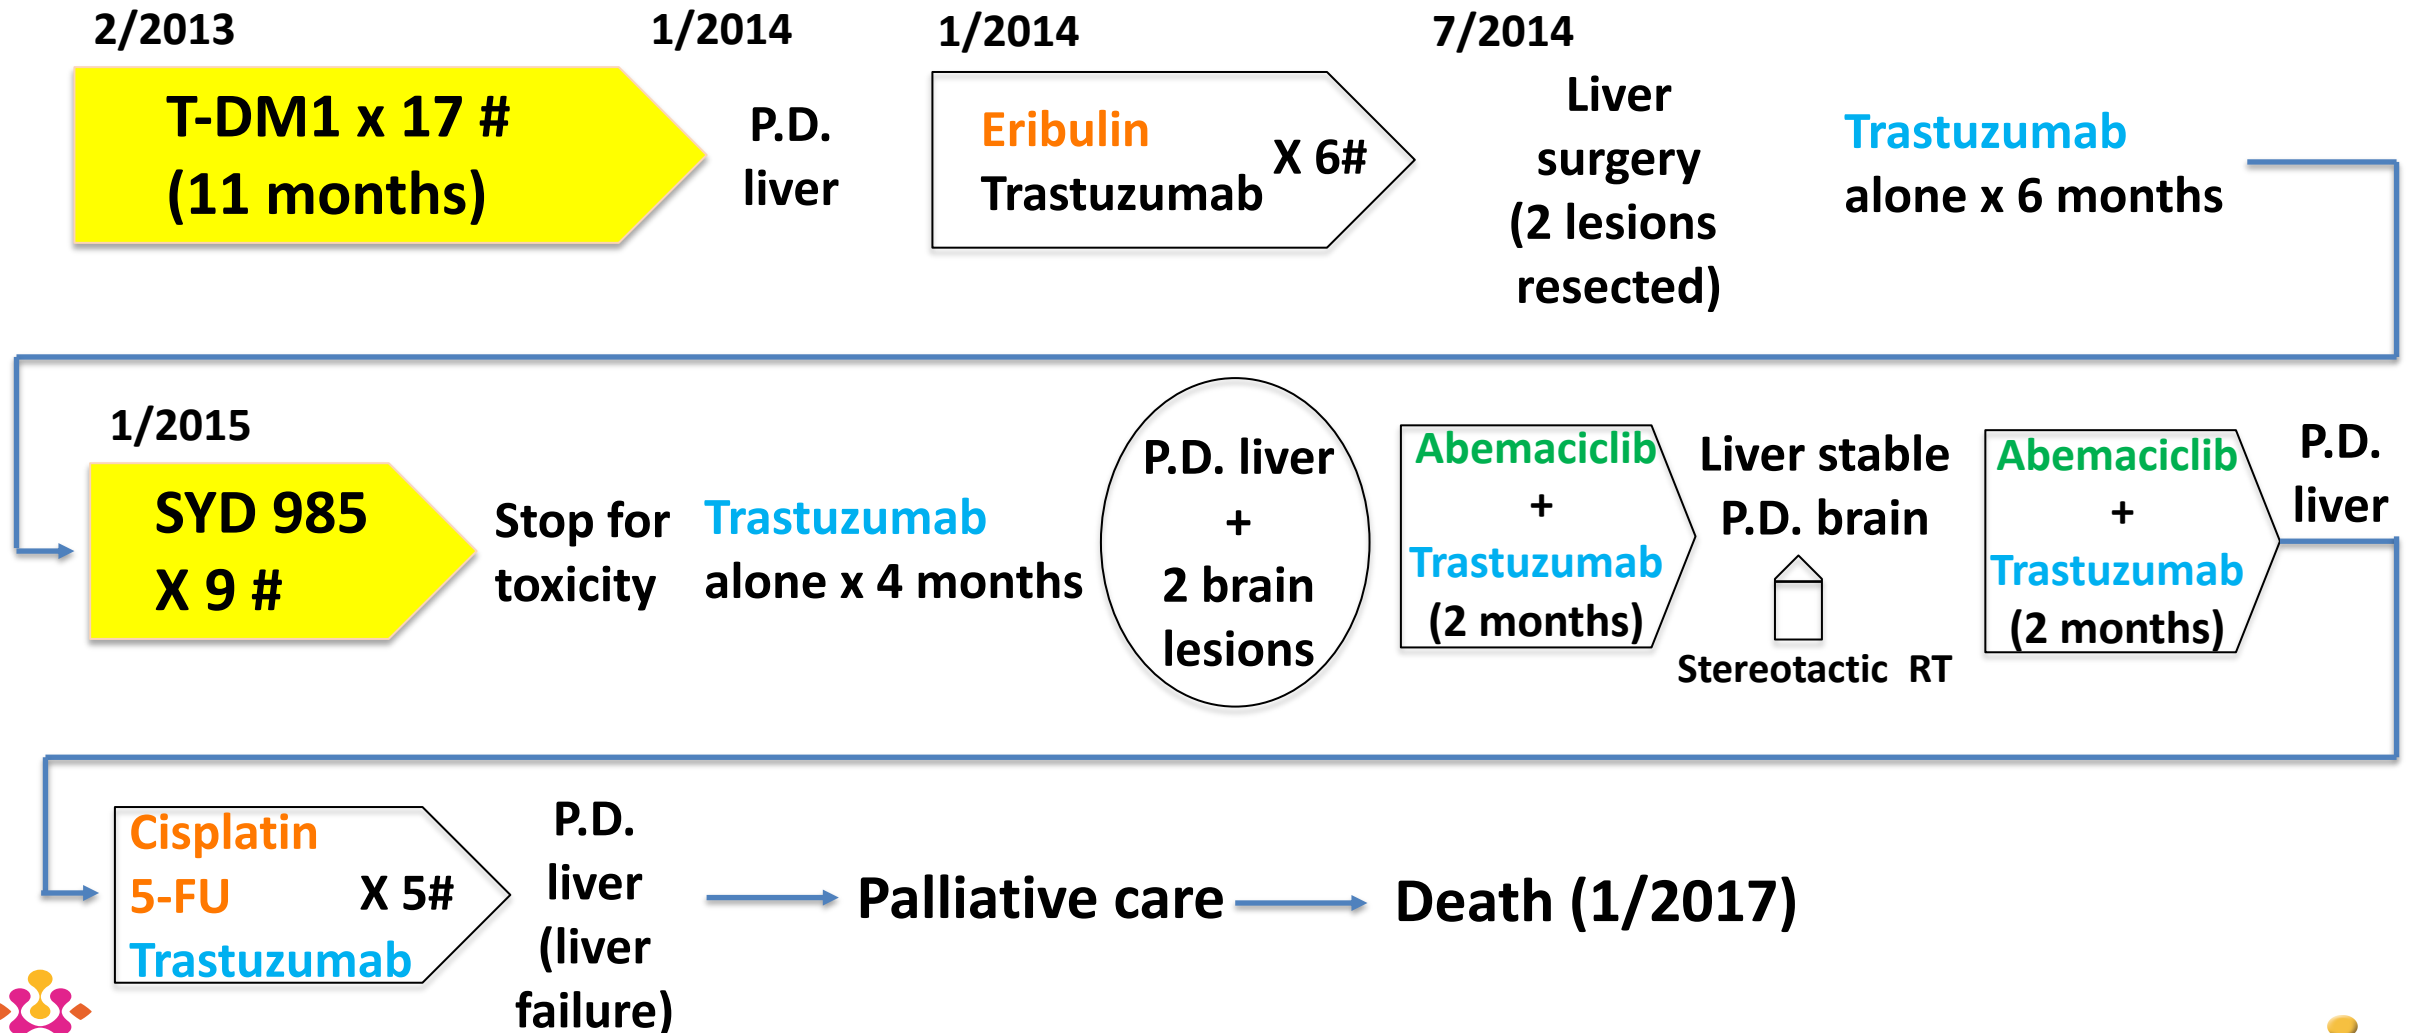 2/2013
T-DM1 x 17 #
(11 months)
1/2014
P.D.
liver
1/2014
Eribulin
Trastuzumab
X 6#
7/2014
Liver
surgery
(2 lesions
resected)
Trastuzumab
alone x 6 months
1/2015
SYD 985
X 9 #
Stop for
toxicity
Trastuzumab
alone x 4 months
P.D. liver
+
2 brain
lesions
Abemaciclib
+
Trastuzumab
(2 months)
Liver stable
P.D. brain
Stereotactic RT
Abemaciclib
+
Trastuzumab
(2 months)
P.D.
liver
Cisplatin
5-FU
Trastuzumab
X 5#
P.D.
liver
(liver
failure)
Palliative care
Death (1/2017)